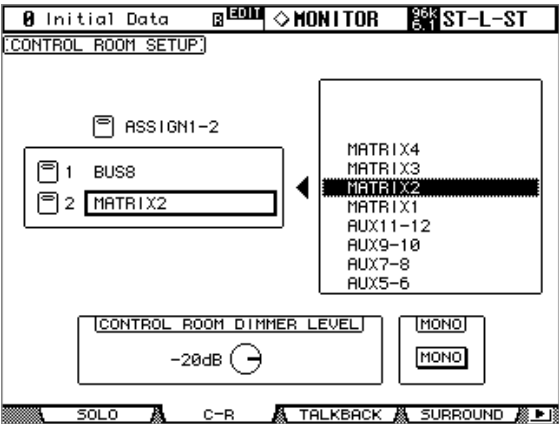 0 Initial Data EDIT ◇MONITOR 96K 6.1 ST-L-ST
CONTROL ROOM SETUP
ASSIGN1-2
1 BUS8
2 MATRIX2
MATRIX4
MATRIX3
MATRIX2
MATRIX1
AUX11-12
AUX9-10
AUX7-8
AUX5-6
CONTROL ROOM DIMMER LEVEL
-20dB
MONO
MONO
SOLO C-R TALKBACK SURROUND